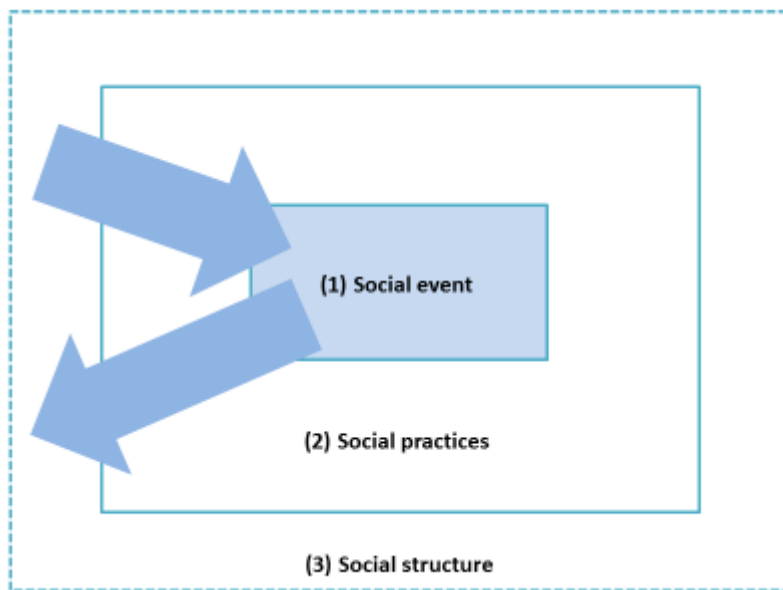 (1) Social event
(2) Social practices
(3) Social structure